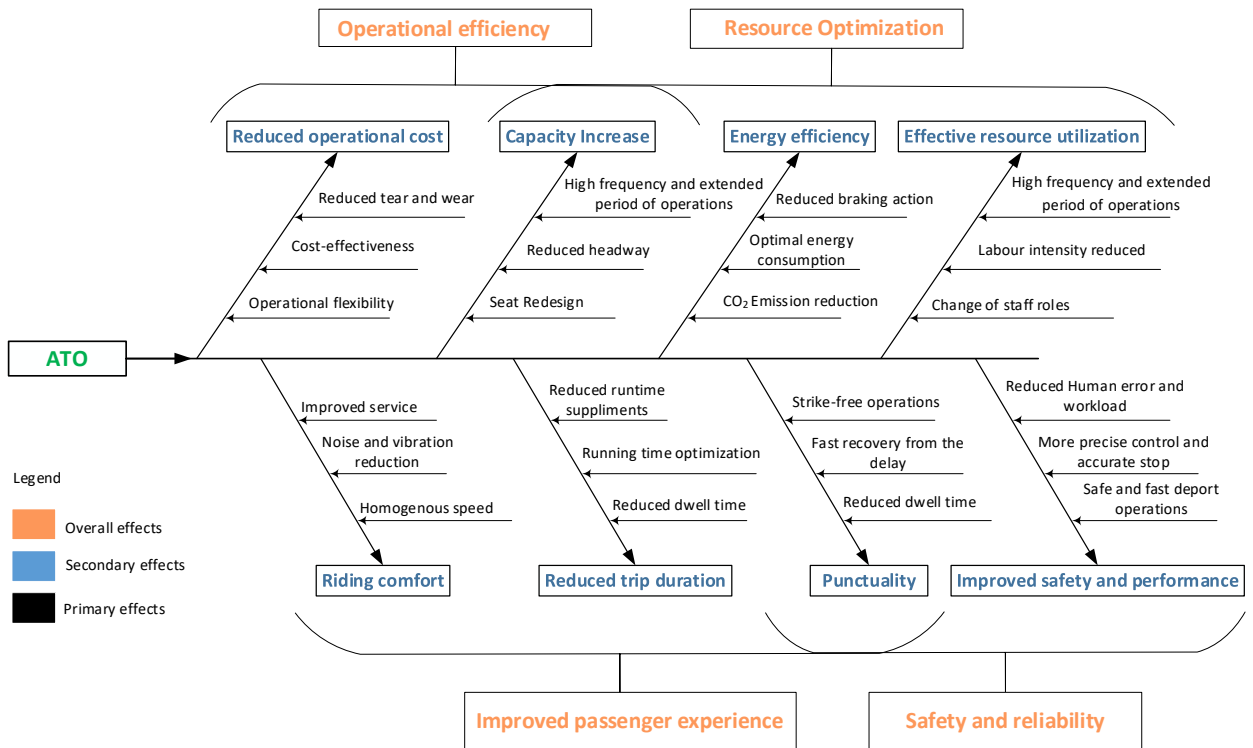 Operational efficiency
Resource Optimization
Reduced operational cost
Capacity Increase
Energy efficiency
Effective resource utilization
Reduced tear and wear
Cost-effectiveness
Operational flexibility
High frequency and extended
period of operations
Reduced headway
Seat Redesign
Reduced braking action
Optimal energy
consumption
CO₂ Emission reduction
High frequency and extended
period of operations
Labour intensity reduced
Change of staff roles
ATO
Improved service
Noise and vibration
reduction
Homogenous speed
Reduced runtime
suppliments
Running time optimization
Reduced dwell time
Strike-free operations
Fast recovery from the
delay
Reduced dwell time
Reduced Human error and
workload
More precise control and
accurate stop
Safe and fast deport
operations
Riding comfort
Reduced trip duration
Punctuality
Improved safety and performance
Legend
Overall effects
Secondary effects
Primary effects
Improved passenger experience
Safety and reliability